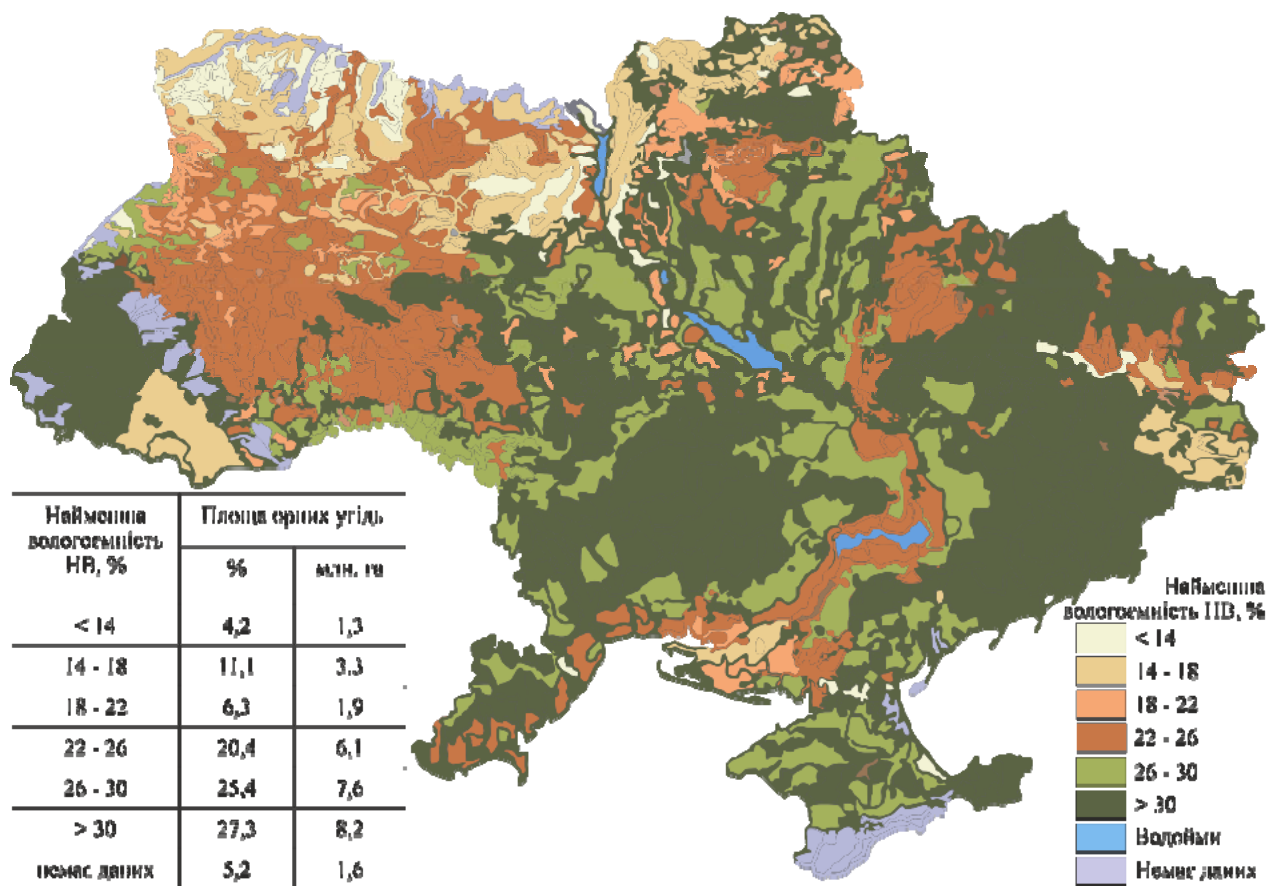 Найменша вологоємність НВ, %
Площа орних угідь
%
млн. га
< 14 4,2 1,3
14 - 18 11,1 3,3
18 - 22 6,3 1,9
22 - 26 20,4 6,1
26 - 30 25,4 7,6
> 30 27,3 8,2
немає даних 5,2 1,6
Найменша
вологоємність НВ, %
< 14
14 - 18
18 - 22
22 - 26
26 - 30
> 30
Водойми
Немає даних